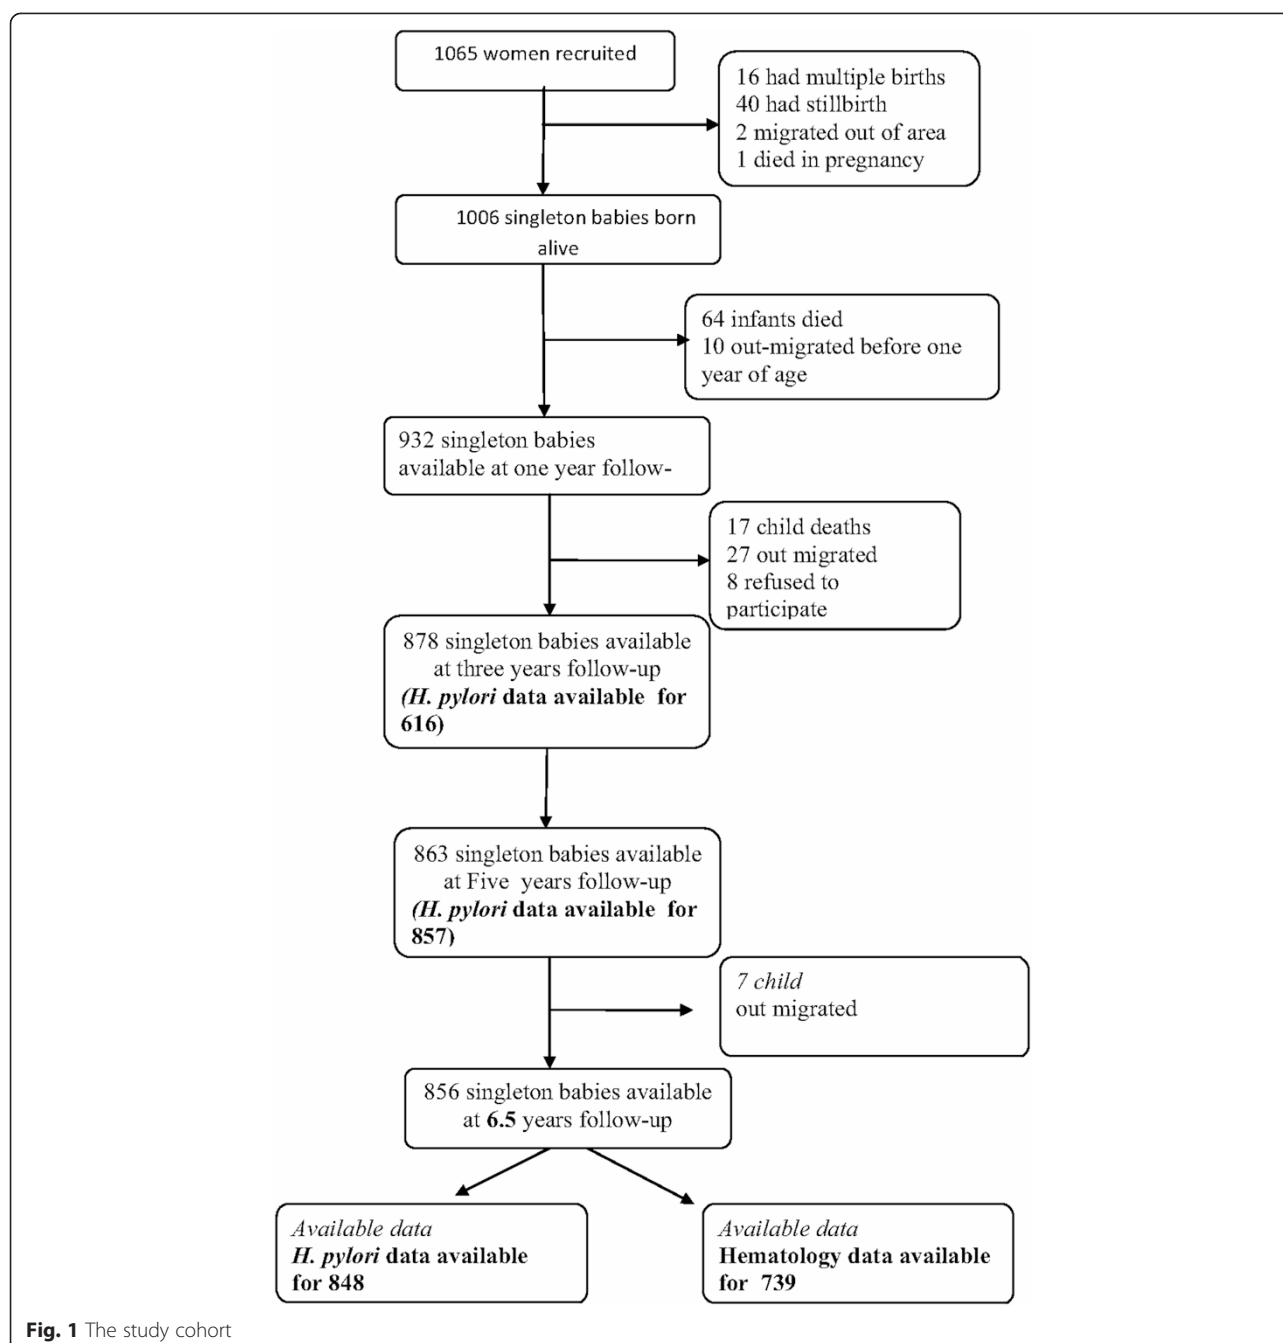 1065 women recruited
16 had multiple births
40 had stillbirth
2 migrated out of area
1 died in pregnancy
1006 singleton babies born
alive
64 infants died
10 out-migrated before one
year of age
932 singleton babies
available at one year follow-
17 child deaths
27 out migrated
8 refused to
participate
878 singleton babies available
at three years follow-up
(H. pylori data available for
616)
863 singleton babies available
at Five years follow-up
(H. pylori data available for
857)
7 child
out migrated
856 singleton babies available
at 6.5 years follow-up
Available data
H. pylori data available
for 848
Available data
Hematology data available
for 739
Fig. 1 The study cohort